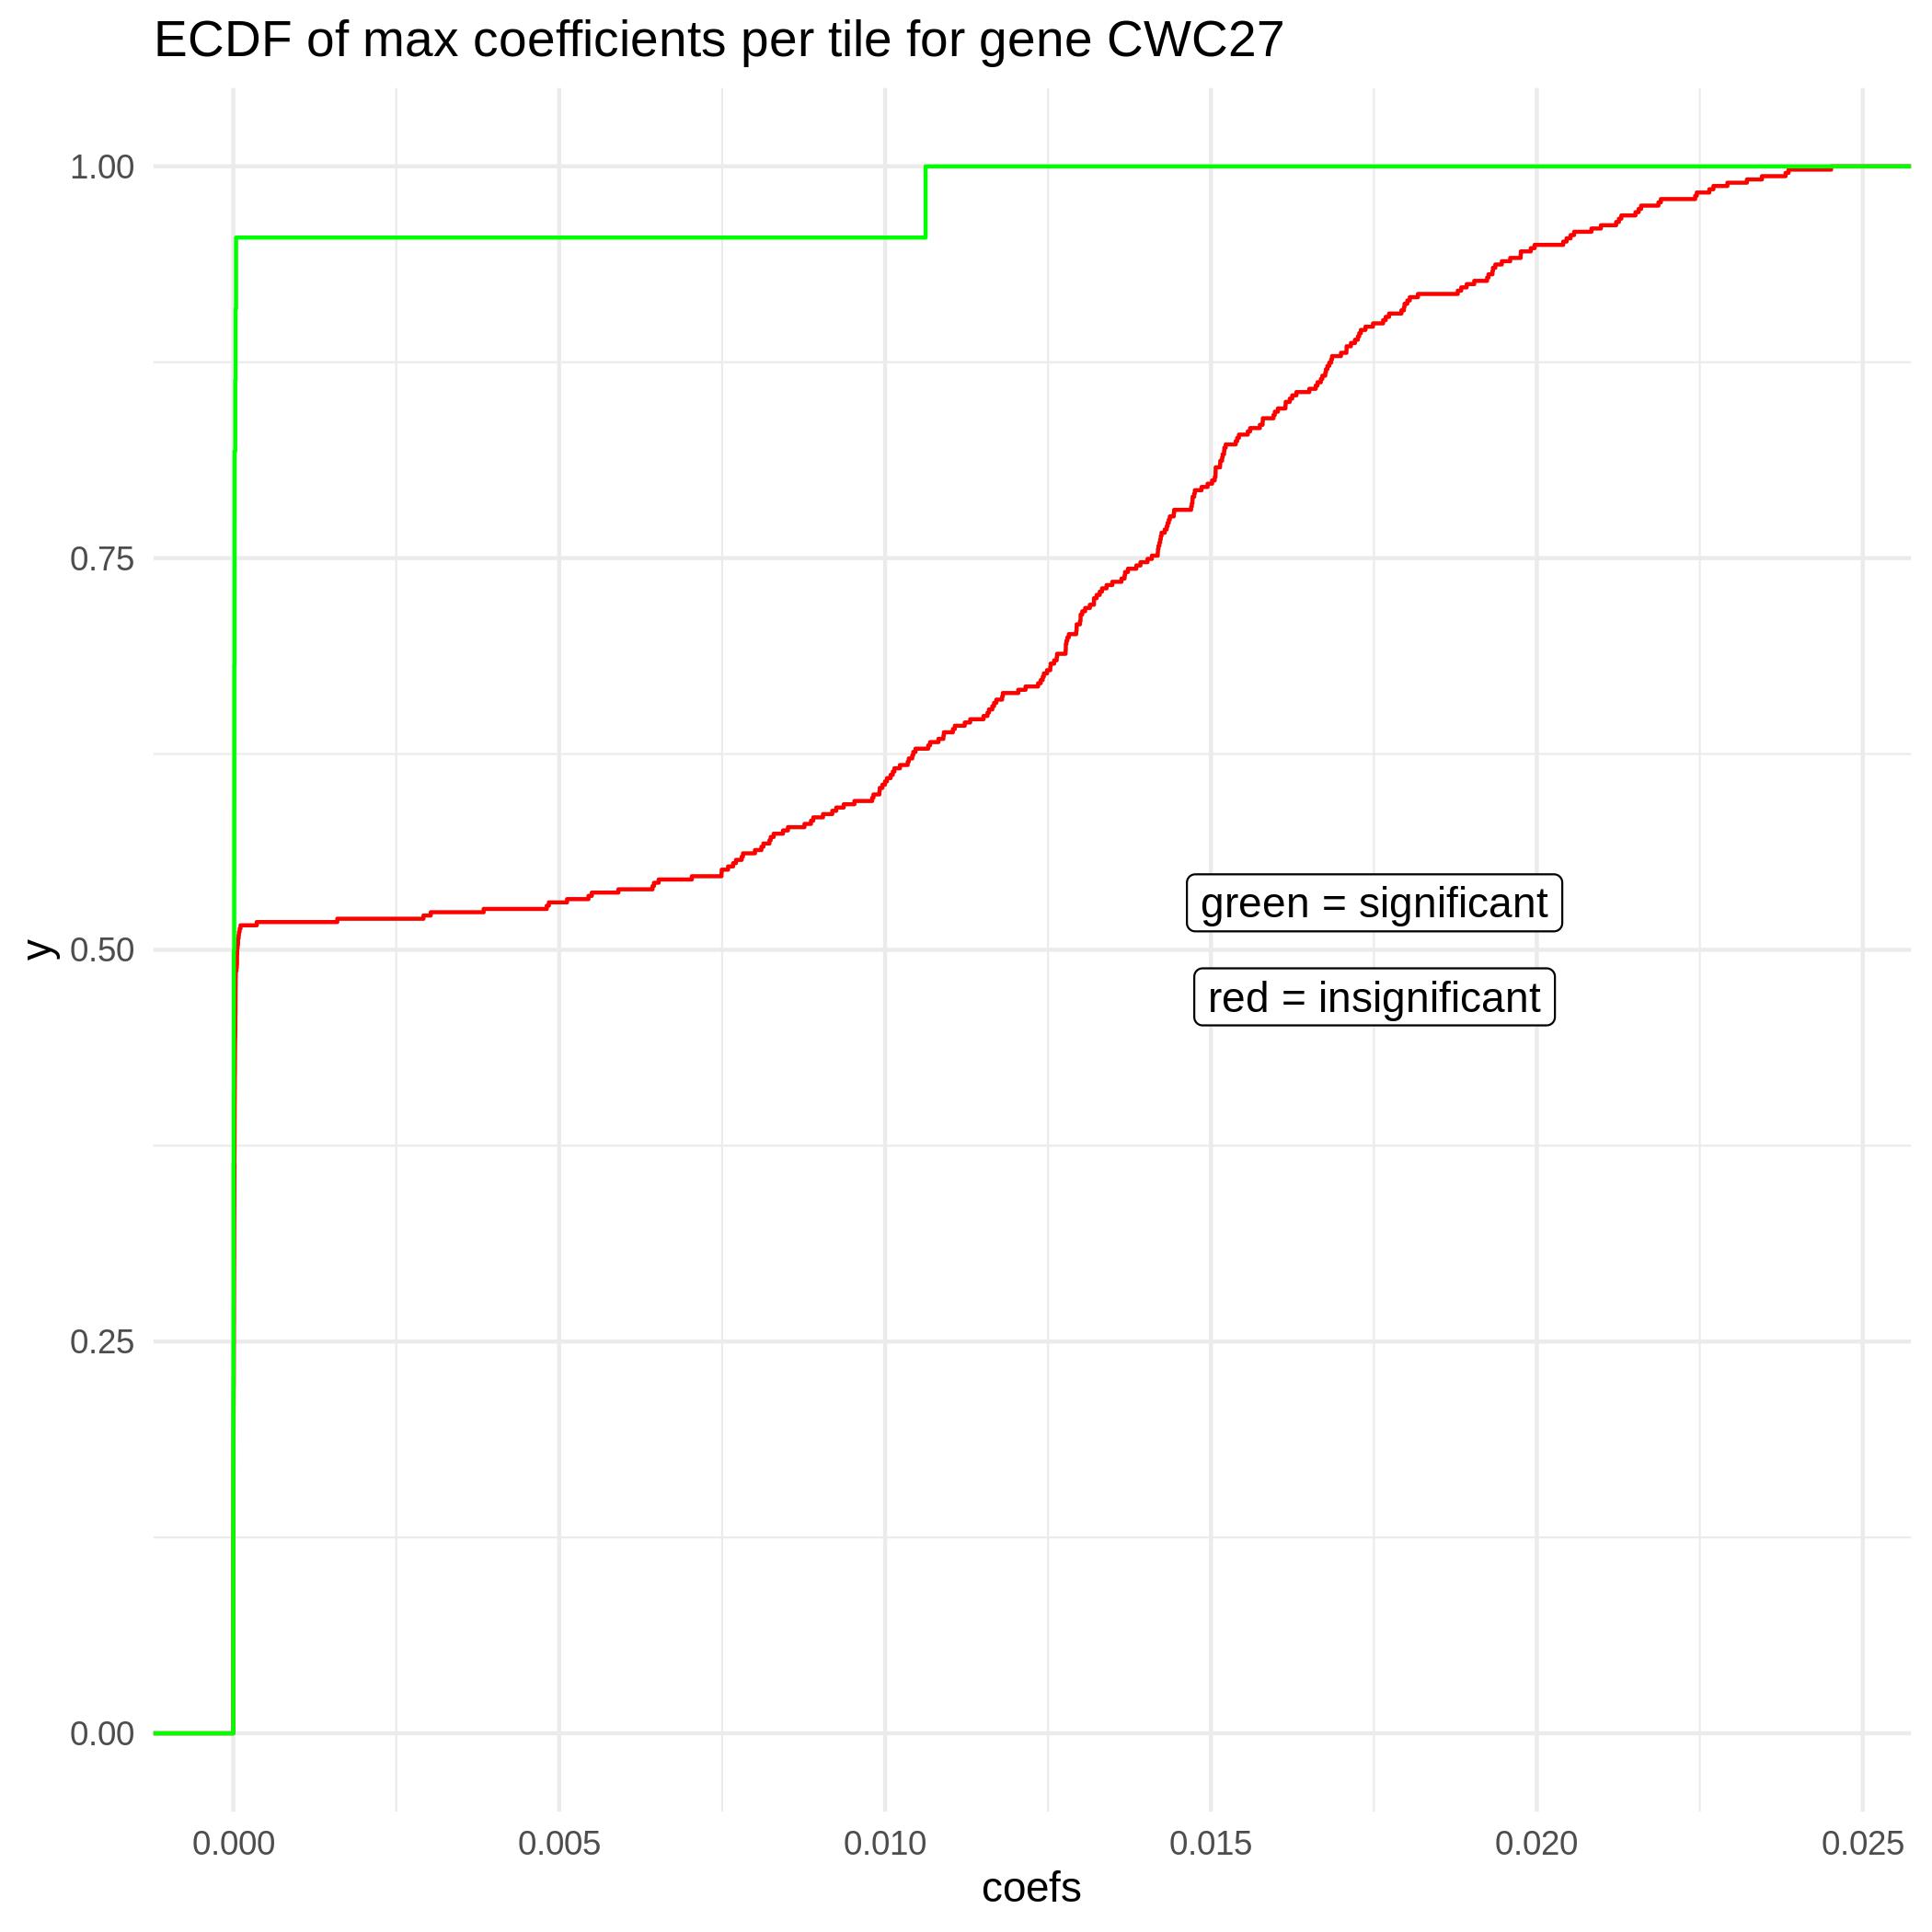 ECDF of max coefficients per tile for gene CWC27
1.00
0.75
0.50
0.25
0.00
y
green = significant
red = insignificant
0.000 0.005 0.010 0.015 0.020 0.025
coefs